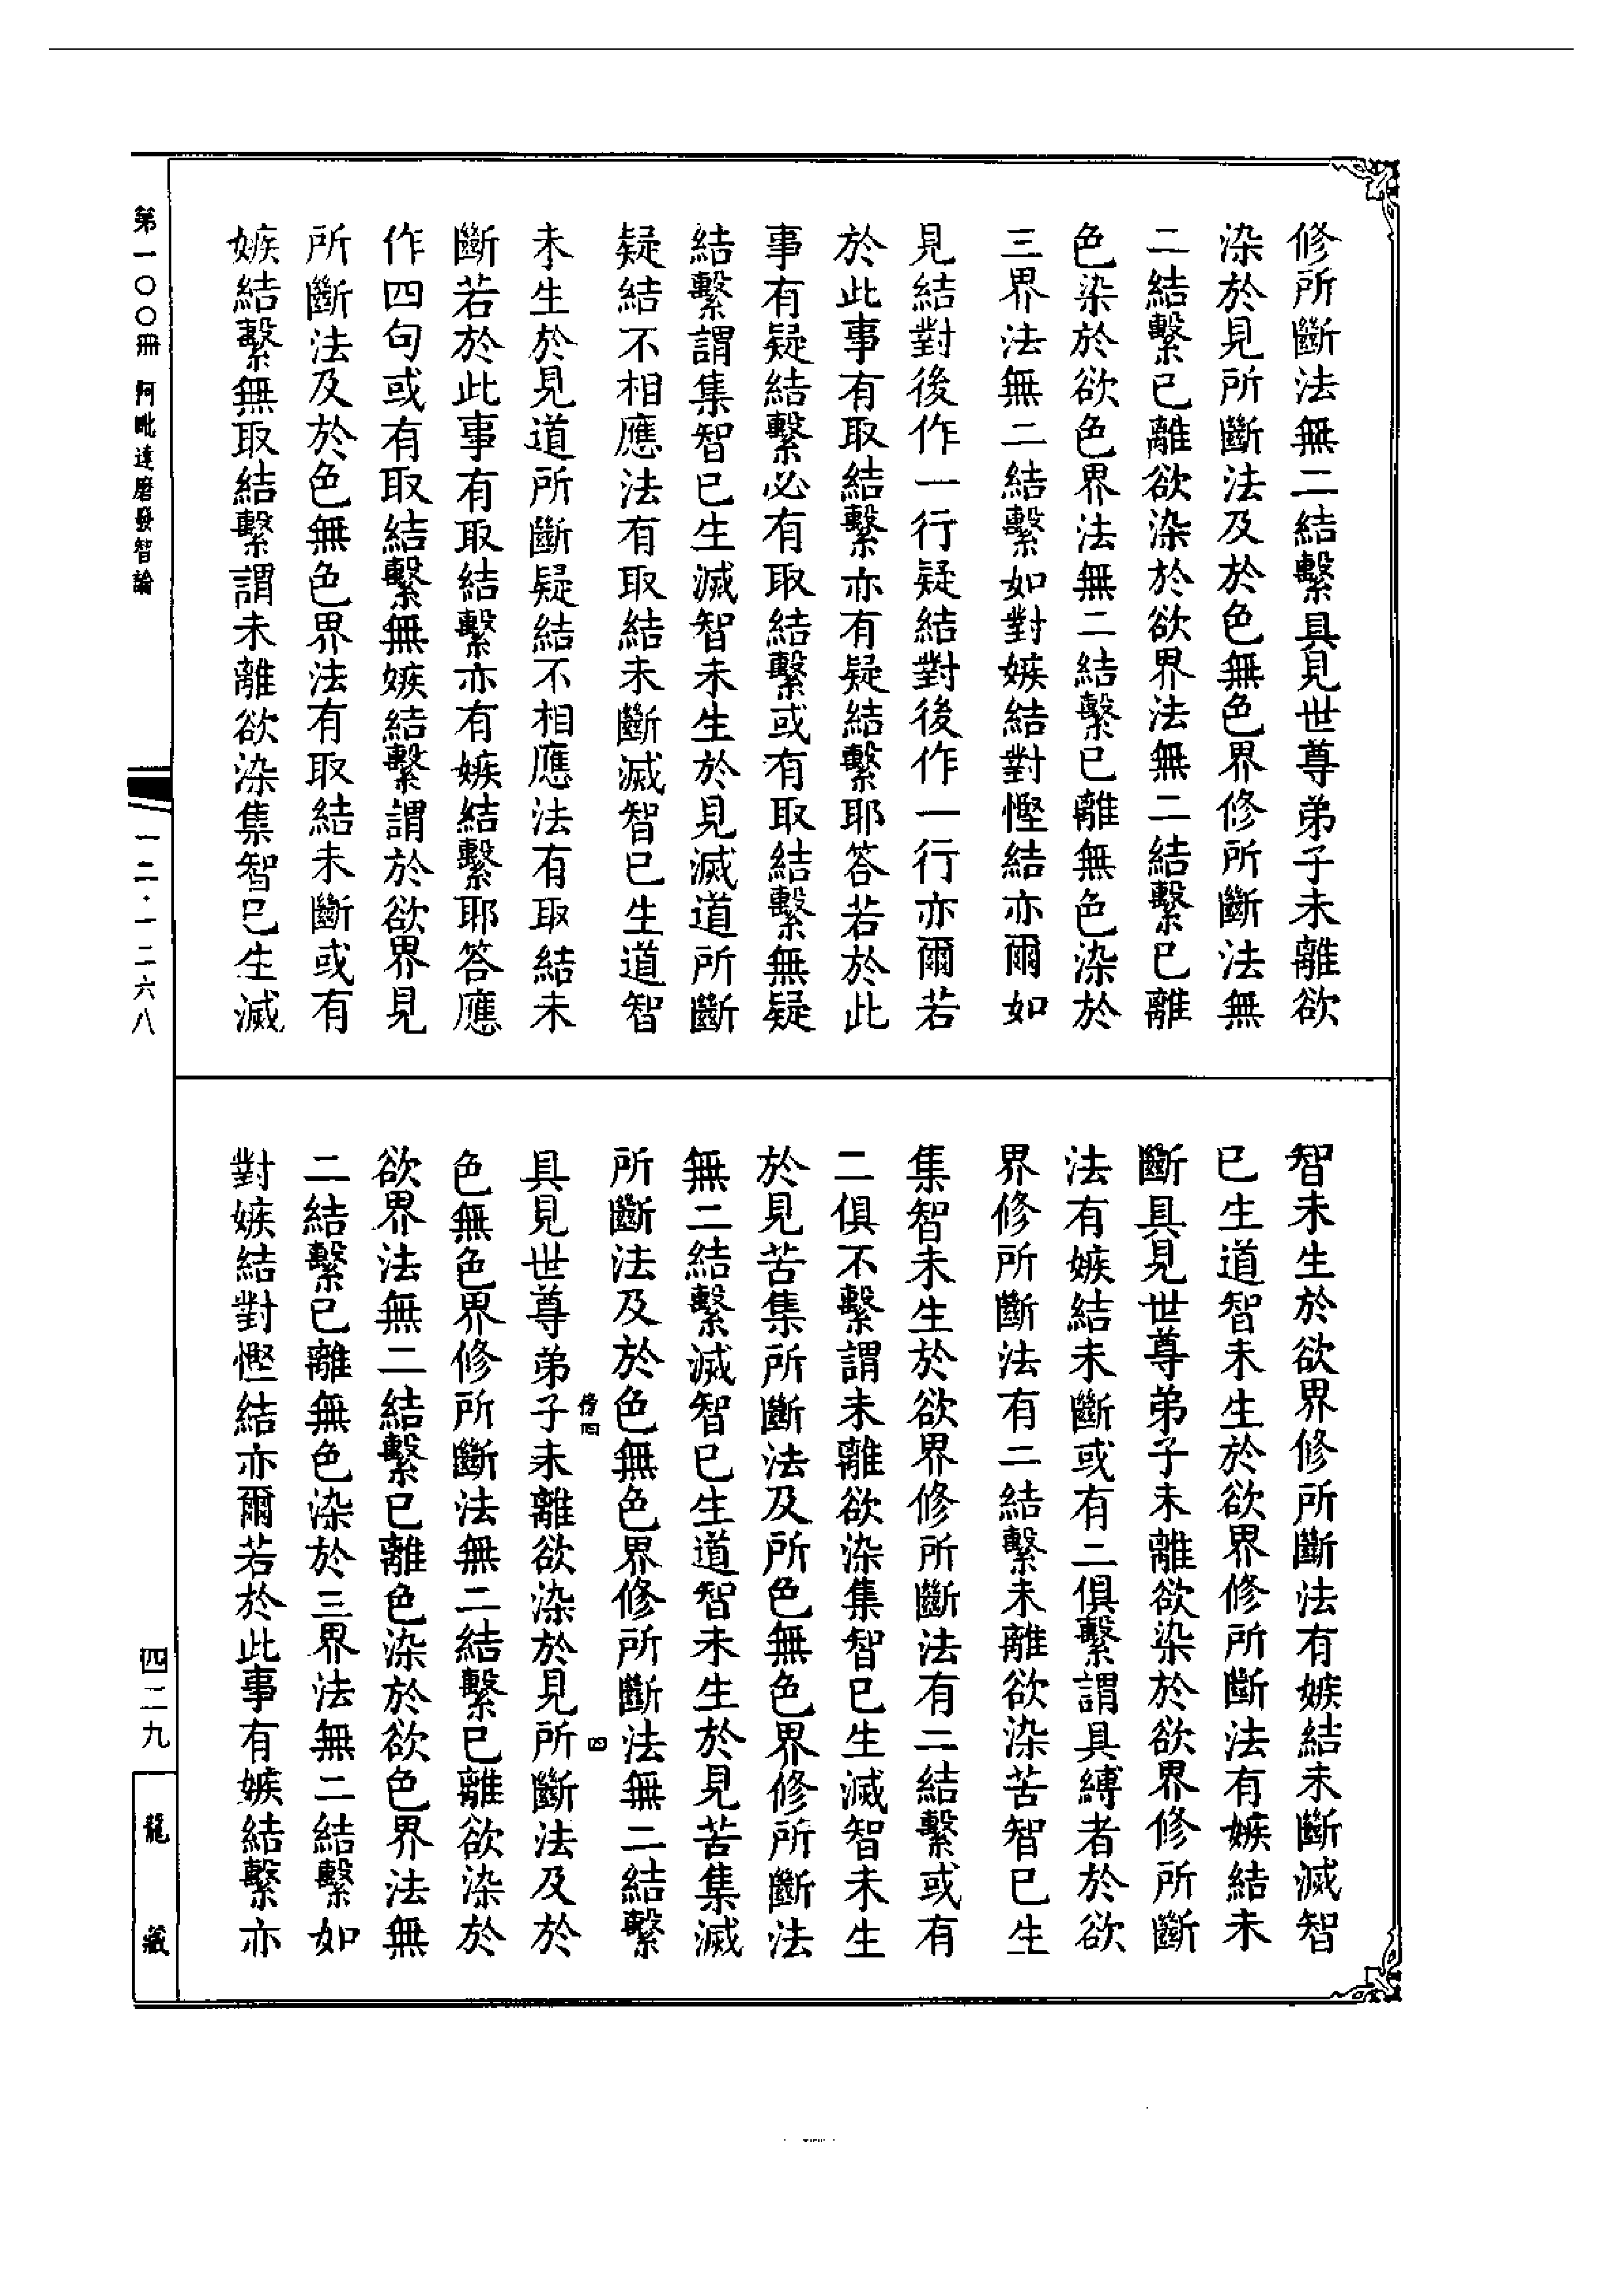 修所斷法無二結繫具見世尊弟子未離欲
染於見所斷法及於色無色界修所斷法無
二結繫已離欲染於欲界法無二結繫已離
色染於欲色界法無二結繫已離無色染於
三界法無二結繫如對嫉結對慳結亦爾如
見結對後作一行疑結對後作一行亦爾若
於此事有取結繫亦有疑結繫耶答若於此
事有疑結繫必有取結繫或有取結繫無疑
結繫謂集智已生滅智未生於見滅道所斷
疑結不相應法有取結未斷滅智已生道智
未生於見道所斷疑結不相應法有取結未
斷若於此事有取結繫亦有嫉結繫耶答應
作四句或有取結繫無嫉結繫謂於欲界見
所斷法及於色無色界法有取結未斷或有
嫉結繫無取結繫謂未離欲染集智已生滅
智未生於欲界修所斷法有嫉結未斷滅智
已生道智未生於欲界修所斷法有嫉結未
斷具見世尊弟子未離欲染於欲界修所斷
法有嫉結未斷或有二俱繫謂具縛者於欲
界修所斷法有二結繫未離欲染苦智已生
集智未生於欲界修所斷法有二結繫或有
二俱不繫謂未離欲染集智已生滅智未生
於見苦集所斷法及所色無色界修所斷法
無二結繫滅智已生道智未生於見苦集滅
所斷法及於色無色界修所斷法無二結繫
具見世尊弟子未離欲染於見所斷法及於
色無色界修所斷法無二結繫已離欲染於
欲界法無二結繫已離色染於欲色界法無
二結繫已離無色染於三界法無二結繫如
對嫉結對慳結亦爾若於此事有嫉結繫亦
第一〇〇冊 阿毗達磨發智論
一二·一二六八
四二九
龍藏